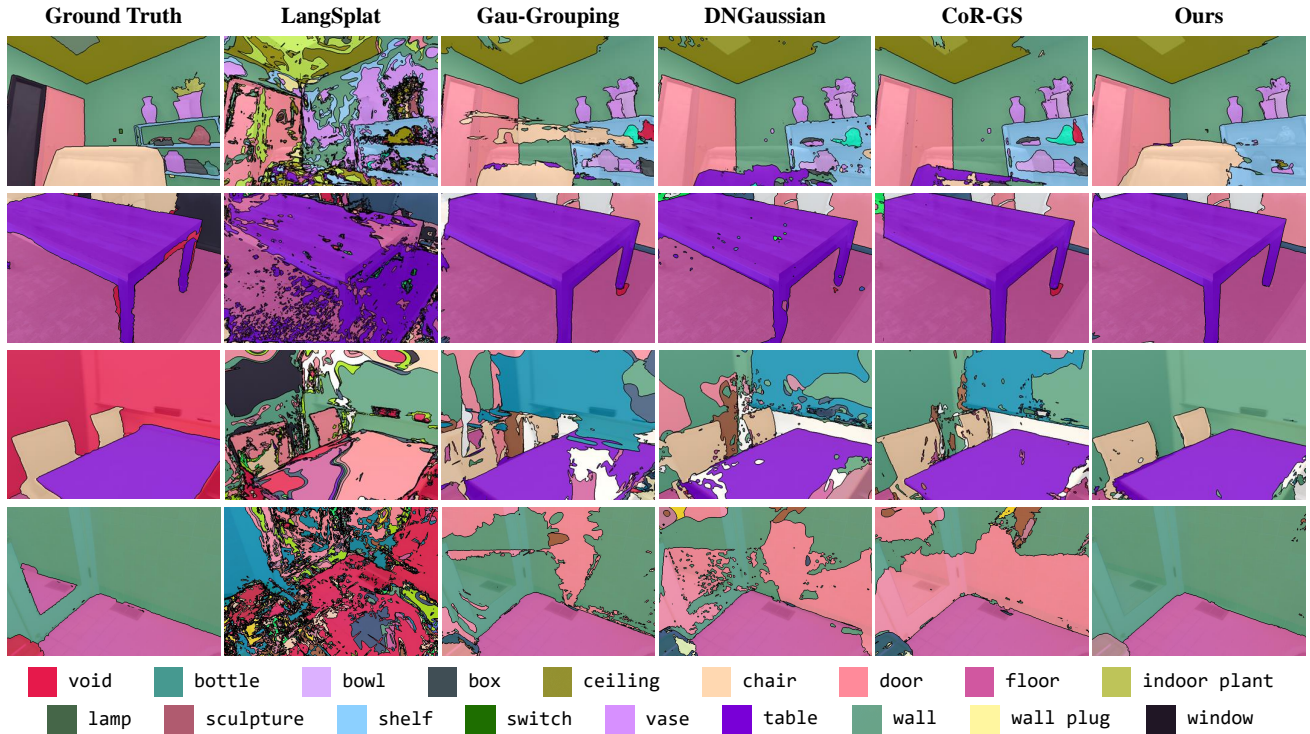 Ground Truth LangSplat Gau-Grouping DNGaussian CoR-GS Ours
void bottle bowl box ceiling chair door floor indoor plant
lamp sculpture shelf switch vase table wall wall plug window